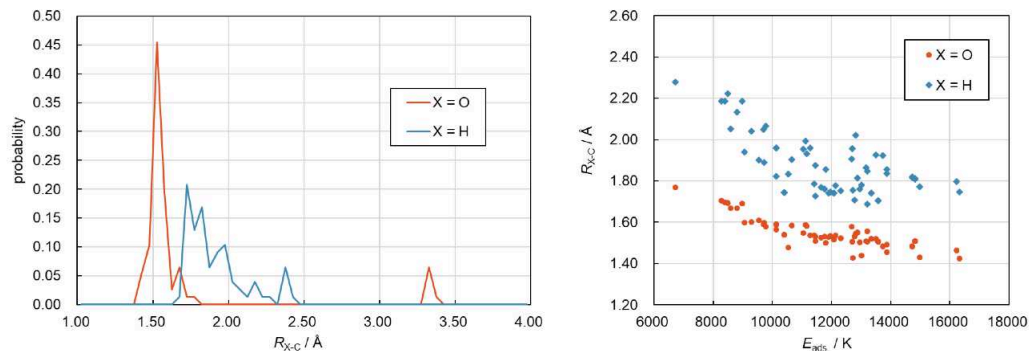 0.50
0.45
0.40
0.35
0.30
0.25
0.20
0.15
0.10
0.05
0.00
probability
X = O
X = H
1.00 1.50 2.00 2.50 3.00 3.50 4.00
R_X-C / Å
2.60
2.40
2.20
2.00
1.80
1.60
1.40
1.20
R_X-C / Å
X = O
X = H
6000 8000 10000 12000 14000 16000 18000
E_ads / K